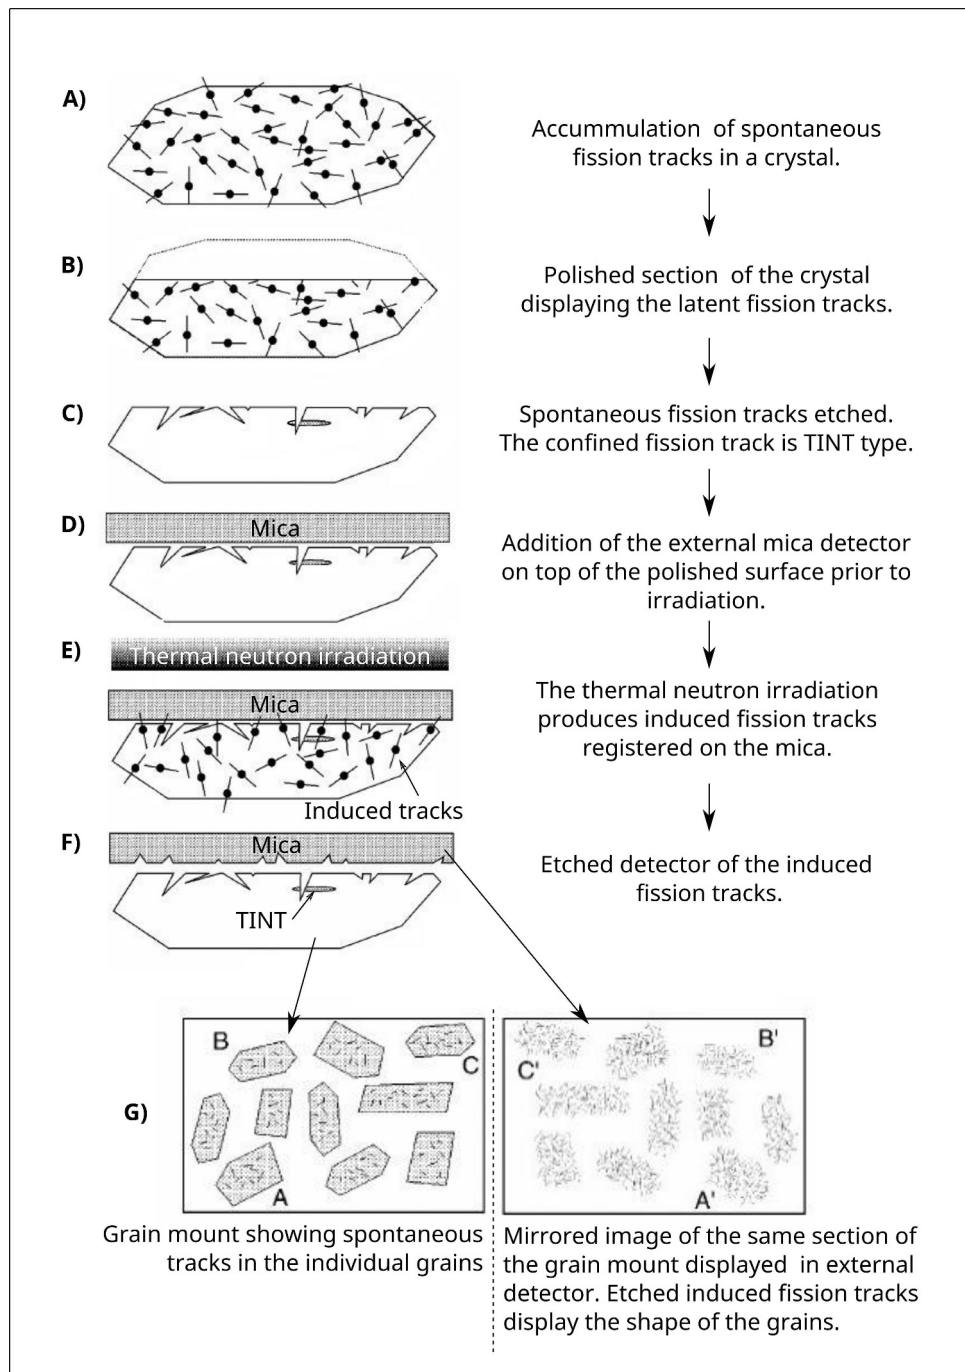 A)
Accummulation of spontaneous
fission tracks in a crystal.
B)
Polished section of the crystal
displaying the latent fission tracks.
C)
Spontaneous fission tracks etched.
The confined fission track is TINT type.
D)
Mica
Addition of the external mica detector
on top of the polished surface prior to
irradiation.
E)
Thermal neutron irradiation
Mica
The thermal neutron irradiation
produces induced fission tracks
registered on the mica.
Induced tracks
F)
Mica
Etched detector of the induced
fission tracks.
TINT
G)
B
C
A
B'
C'
A'
Grain mount showing spontaneous
tracks in the individual grains
Mirrored image of the same section of
the grain mount displayed in external
detector. Etched induced fission tracks
display the shape of the grains.